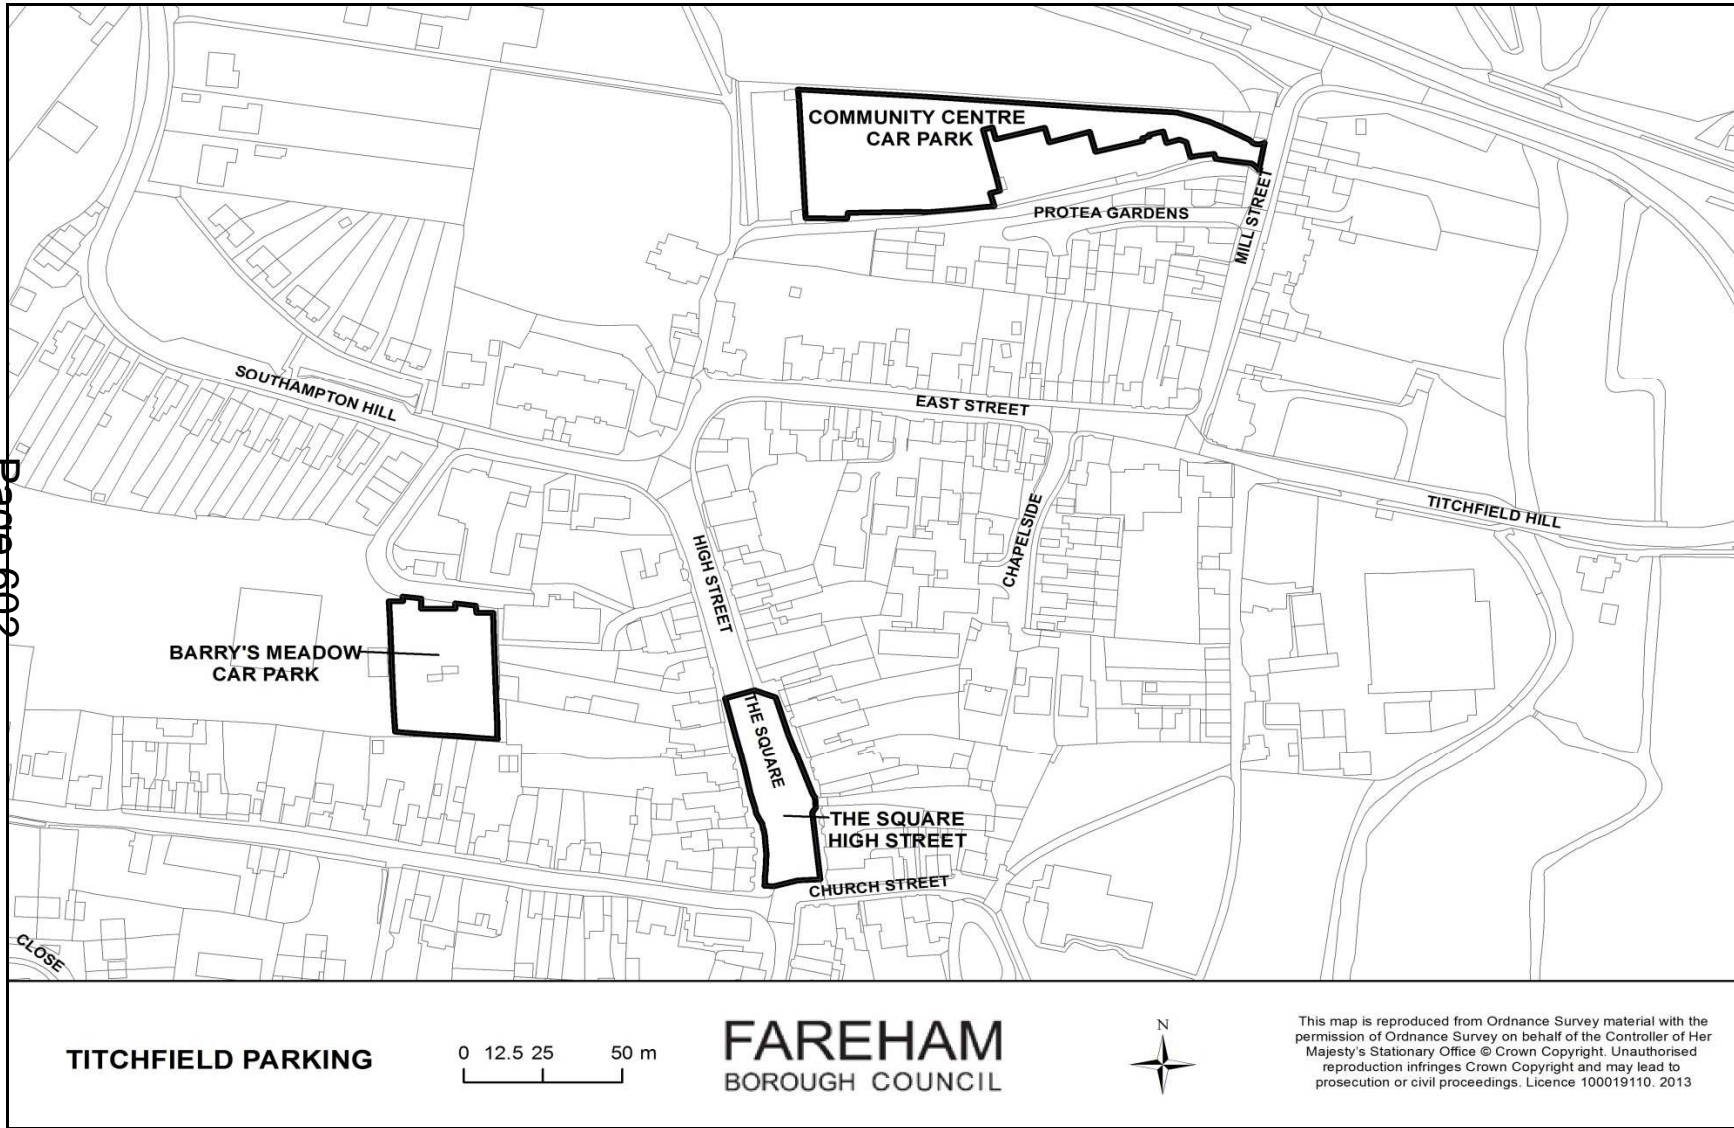 COMMUNITY CENTRE
CAR PARK
PROTEA GARDENS
MILL STREET
SOUTHAMPTON HILL
EAST STREET
TITCHFIELD HILL
CHAPELSIDE
HIGH STREET
BARRY'S MEADOW
CAR PARK
THE SQUARE
THE SQUARE
HIGH STREET
CHURCH STREET
CLOSE
Page 602
TITCHFIELD PARKING
0 12.5 25 50 m
FAREHAM
BOROUGH COUNCIL
N
This map is reproduced from Ordnance Survey material with the
permission of Ordnance Survey on behalf of the Controller of Her
Majesty's Stationary Office © Crown Copyright. Unauthorised
reproduction infringes Crown Copyright and may lead to
prosecution or civil proceedings. Licence 100019110. 2013